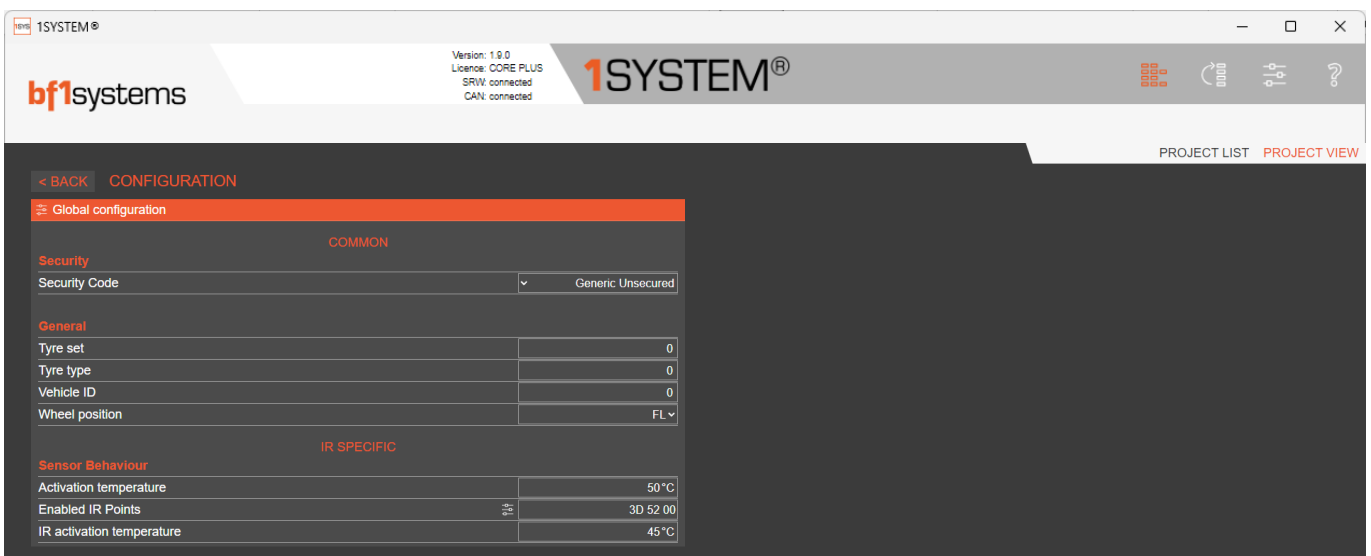 1SYS 1SYSTEM®
Version: 1.9.0
Licence: CORE PLUS
SRW: connected
CAN: connected
bf1systems
1SYSTEM®
PROJECT LIST PROJECT VIEW
< BACK CONFIGURATION
Global configuration
COMMON
Security
Security Code Generic Unsecured
General
Tyre set 0
Tyre type 0
Vehicle ID 0
Wheel position FL
IR SPECIFIC
Sensor Behaviour
Activation temperature 50°C
Enabled IR Points 3D 52 00
IR activation temperature 45°C